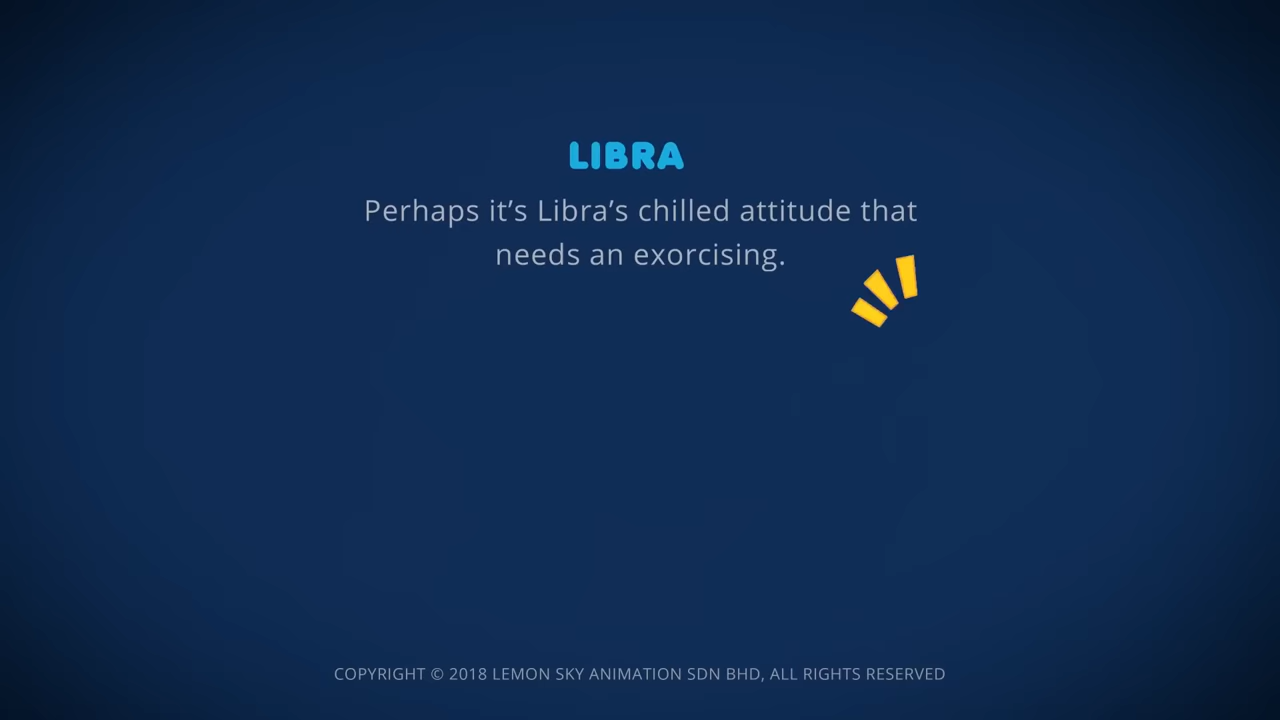 LIBRA
Perhaps it’s Libra’s chilled attitude that
needs an exorcising.
COPYRIGHT © 2018 LEMON SKY ANIMATION SDN BHD, ALL RIGHTS RESERVED